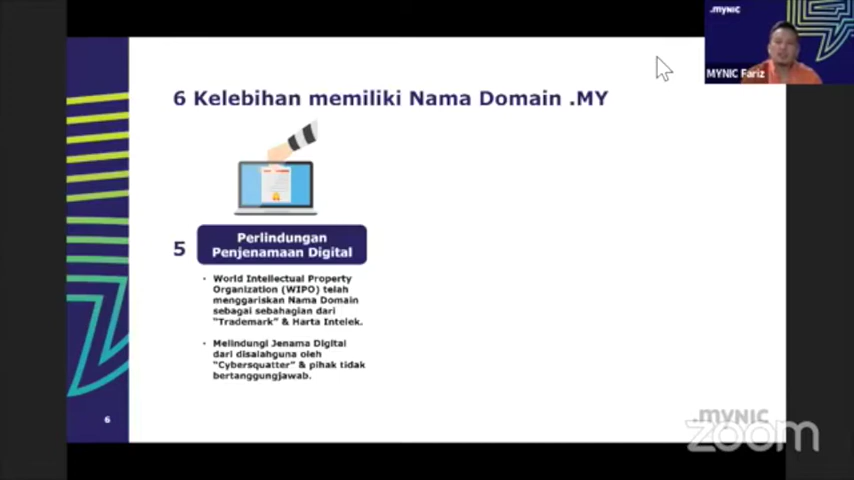 .mYNIC
MYNIC Fariz
6 Kelebihan memiliki Nama Domain .MY
5
Perlindungan
Penjenamaan Digital
• World Intellectual Property
Organization (WIPO) telah
menggariskan Nama Domain
sebagai sebahagian dari
“Trademark” & Harta Intelek.
• Melindungi Jenama Digital
dari disalahguna oleh
“Cybersquatter” & pihak tidak
bertanggungjawab.
6
.mYNIC
zoom